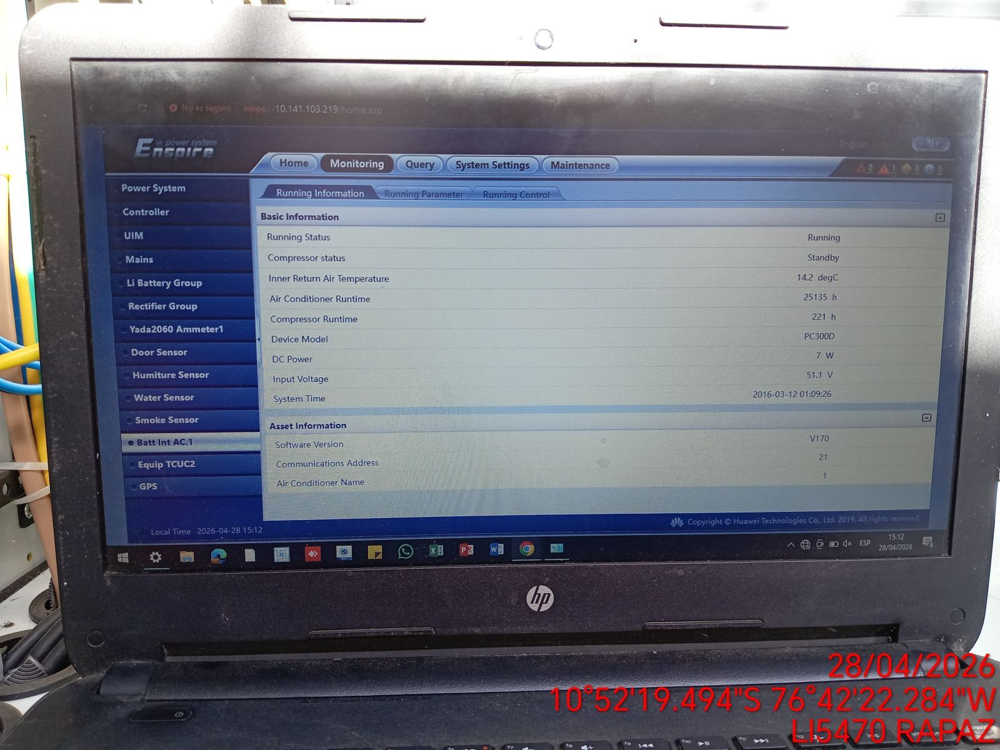 No es seguro https://10.141.103.219/home.asp
power system
Enspire
English
Home Monitoring Query System Settings Maintenance
0 1 0 0
Power System
Controller
UIM
Mains
Li Battery Group
Rectifier Group
Yada2060 Ammeter1
Door Sensor
Humiture Sensor
Water Sensor
Smoke Sensor
Batt Int AC.1
Equip TCUC2
GPS
Running Information Running Parameter Running Control
Basic Information
Running Status Running
Compressor status Standby
Inner Return Air Temperature 14.2 degC
Air Conditioner Runtime 25135 h
Compressor Runtime 221 h
Device Model PC300D
DC Power 7 W
Input Voltage 51.1 V
System Time 2016-03-12 01:09:26
Asset Information
Software Version V170
Communications Address 21
Air Conditioner Name 1
Local Time 2026-04-28 15:12
Copyright © Huawei Technologies Co., Ltd. 2019. All rights reserved.
ESP
15:12
28/04/2026
hp
28/04/2026
10°52'19.494"S 76°42'22.284"W
LI5470 RAPAZ